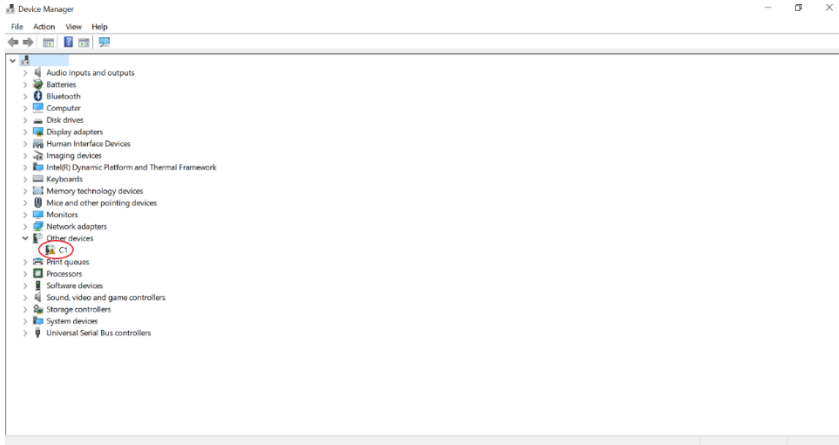 Device Manager
File Action View Help
Audio inputs and outputs
Batteries
Bluetooth
Computer
Disk drives
Display adapters
Human Interface Devices
Imaging devices
Intel(R) Dynamic Platform and Thermal Framework
Keyboards
Memory technology devices
Mice and other pointing devices
Monitors
Network adapters
Other devices
C1
Print queues
Processors
Software devices
Sound, video and game controllers
Storage controllers
System devices
Universal Serial Bus controllers